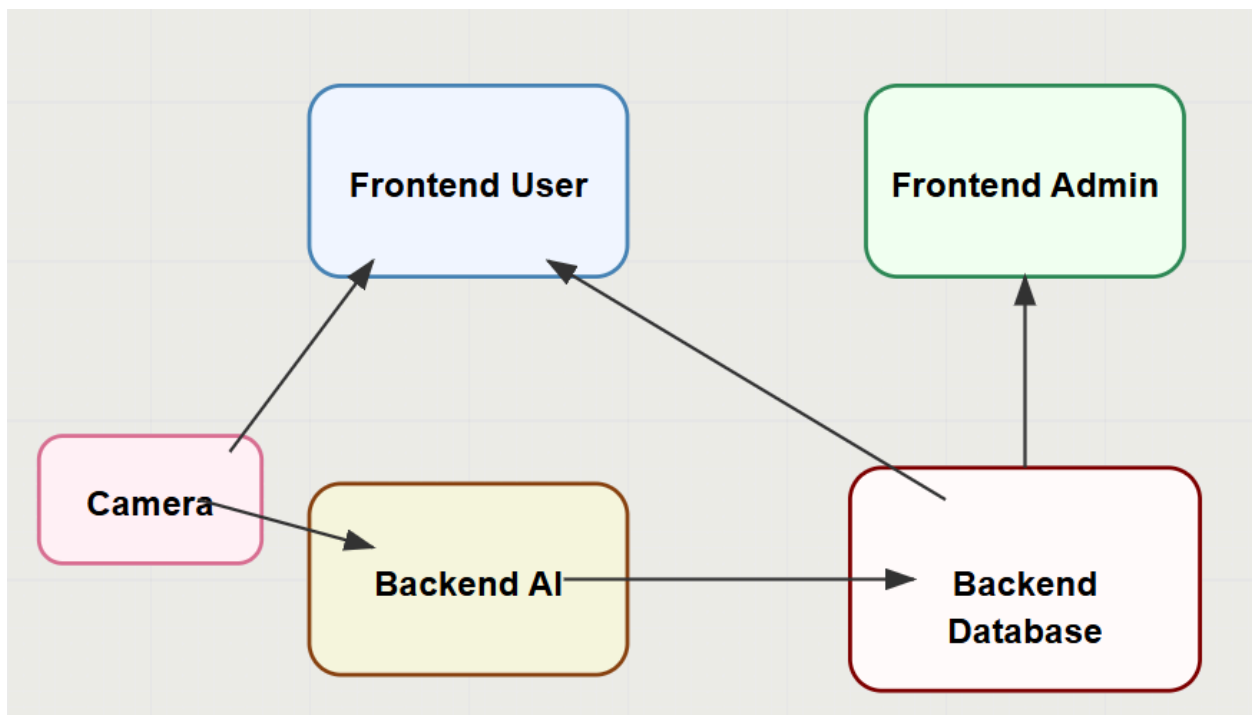 Frontend User
Frontend Admin
Camera
Backend AI
Backend
Database